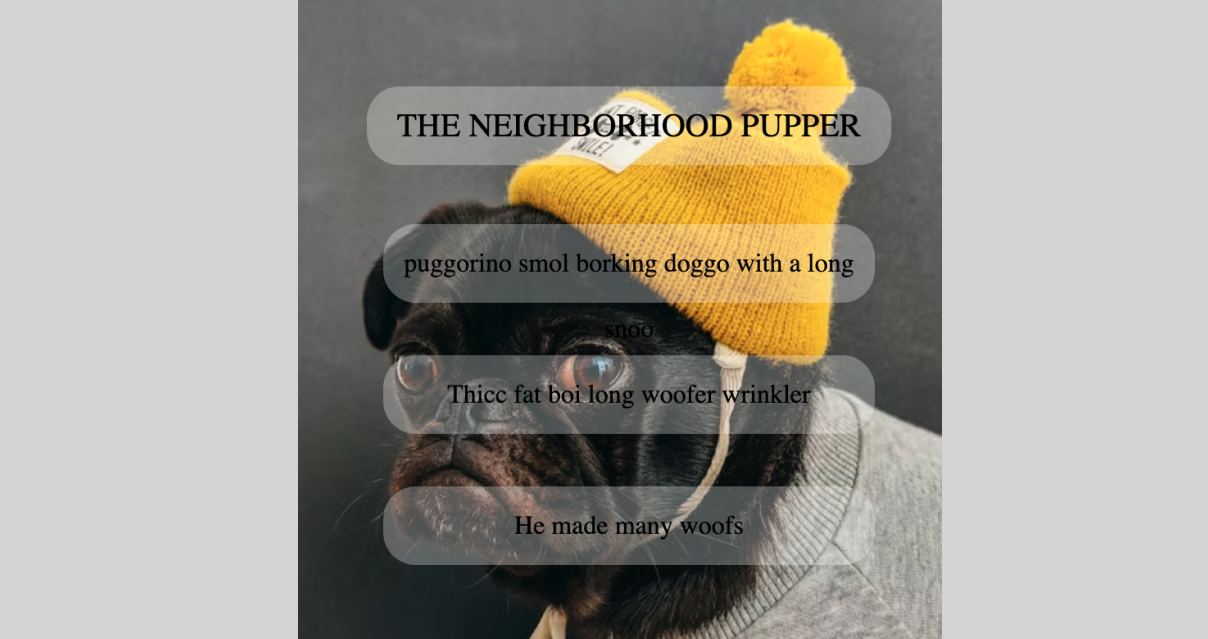 THE NEIGHBORHOOD PUPPER
puggorino smol borking doggo with a long
snoo
Thicc fat boi long woofer wrinkler
He made many woofs
SMILE!